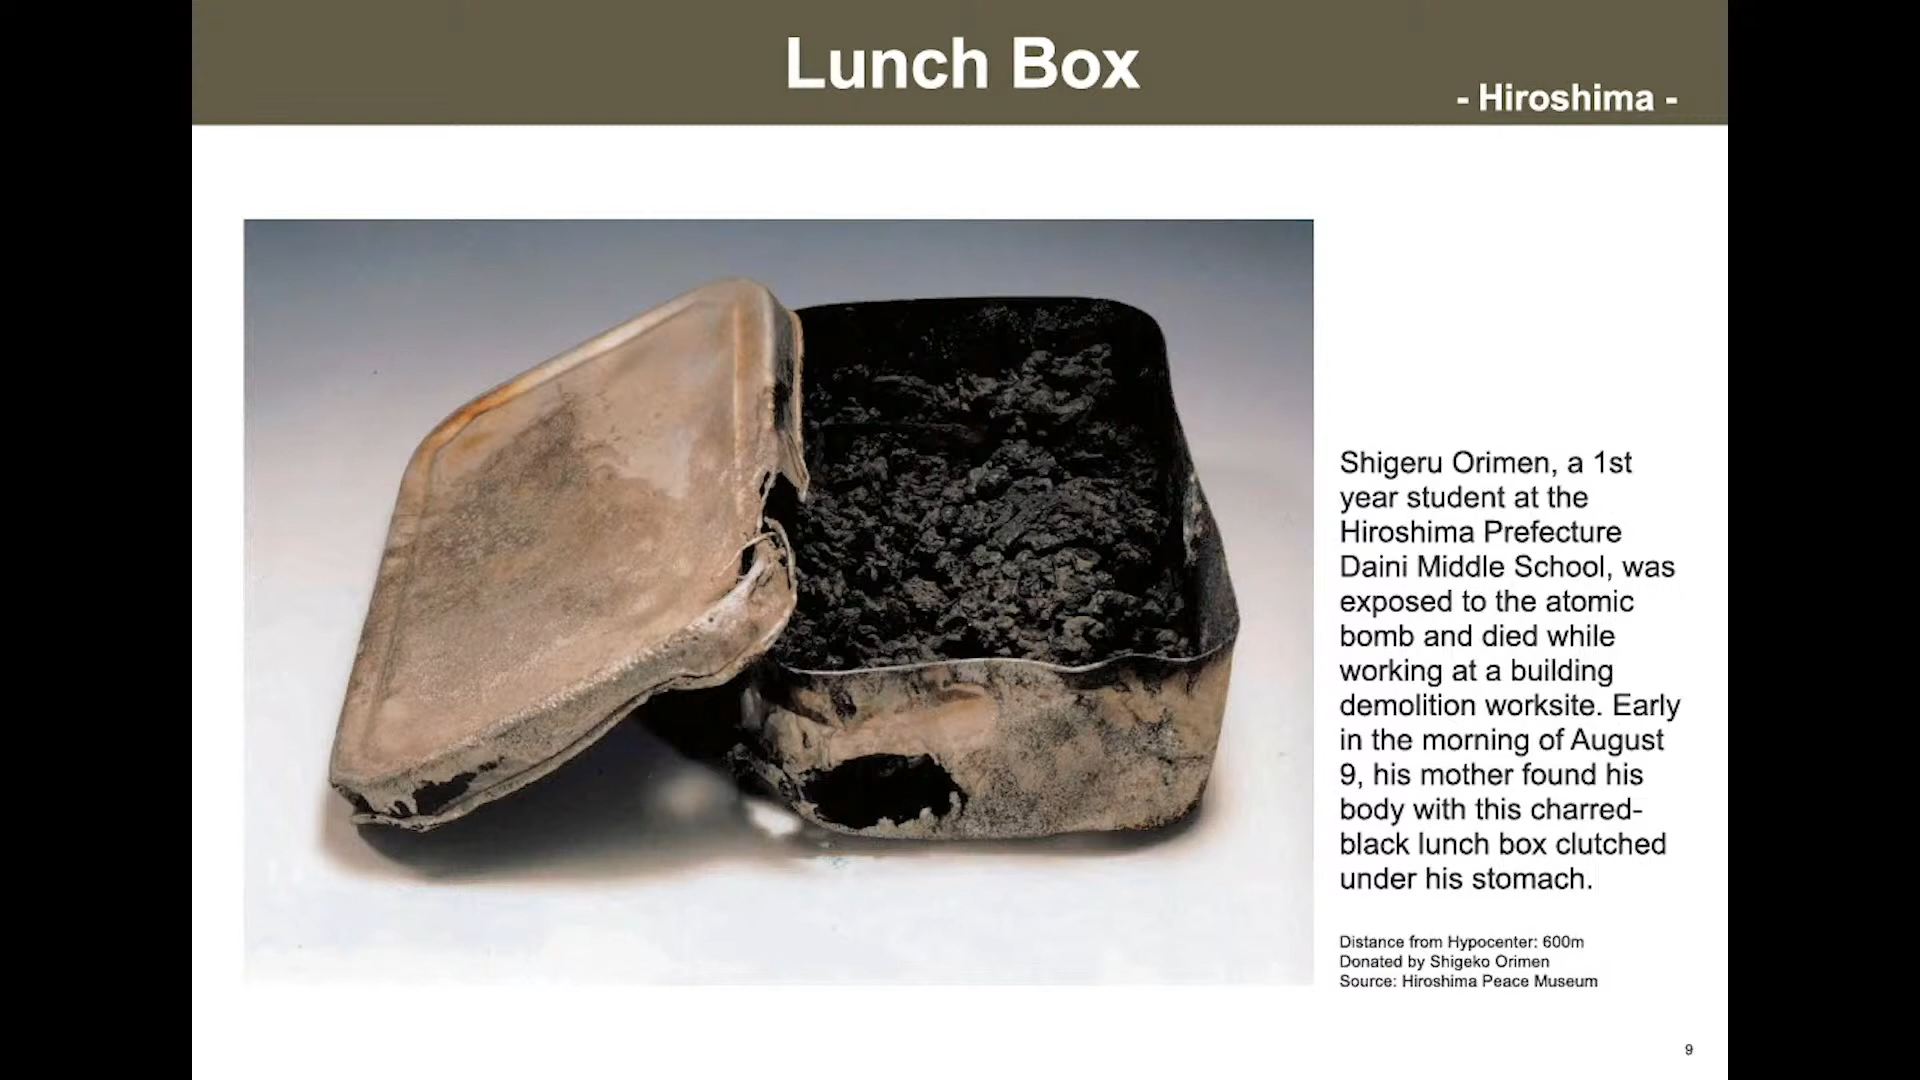 Lunch Box
- Hiroshima -
Shigeru Orimen, a 1st
year student at the
Hiroshima Prefecture
Daini Middle School, was
exposed to the atomic
bomb and died while
working at a building
demolition worksite. Early
in the morning of August
9, his mother found his
body with this charred-
black lunch box clutched
under his stomach.
Distance from Hypocenter: 600m
Donated by Shigeko Orimen
Source: Hiroshima Peace Museum
9